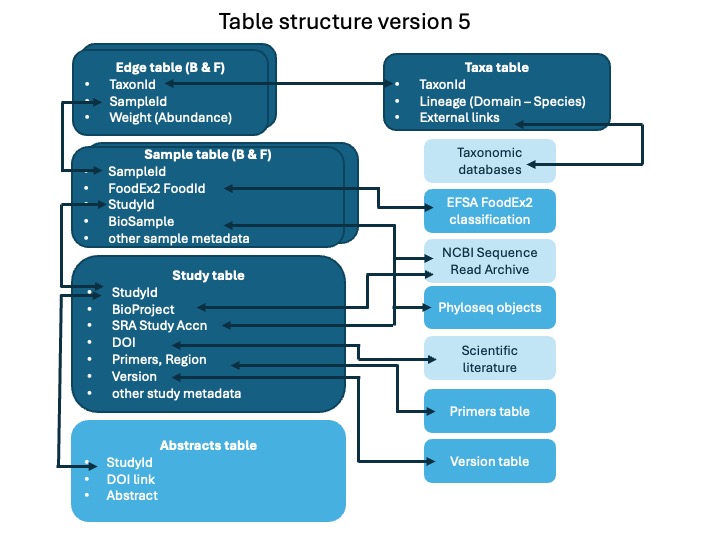 Table structure version 5
Edge table (B & F)
• TaxonId
• SampleId
• Weight (Abundance)
Taxa table
• TaxonId
• Lineage (Domain – Species)
• External links
Sample table (B & F)
• SampleId
• FoodEx2 FoodId
• StudyId
• BioSample
• other sample metadata
Taxonomic
databases
EFSA FoodEx2
classification
NCBI Sequence
Read Archive
Phyloseq objects
Scientific
literature
Primers table
Version table
Study table
• StudyId
• BioProject
• SRA Study Accn
• DOI
• Primers, Region
• Version
• other study metadata
Abstracts table
• StudyId
• DOI link
• Abstract